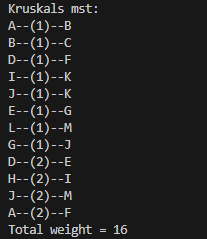 Kruskals mst:
A--(1)--B
B--(1)--C
D--(1)--F
I--(1)--K
J--(1)--K
E--(1)--G
L--(1)--M
G--(1)--J
D--(2)--E
H--(2)--I
J--(2)--M
A--(2)--F
Total weight = 16